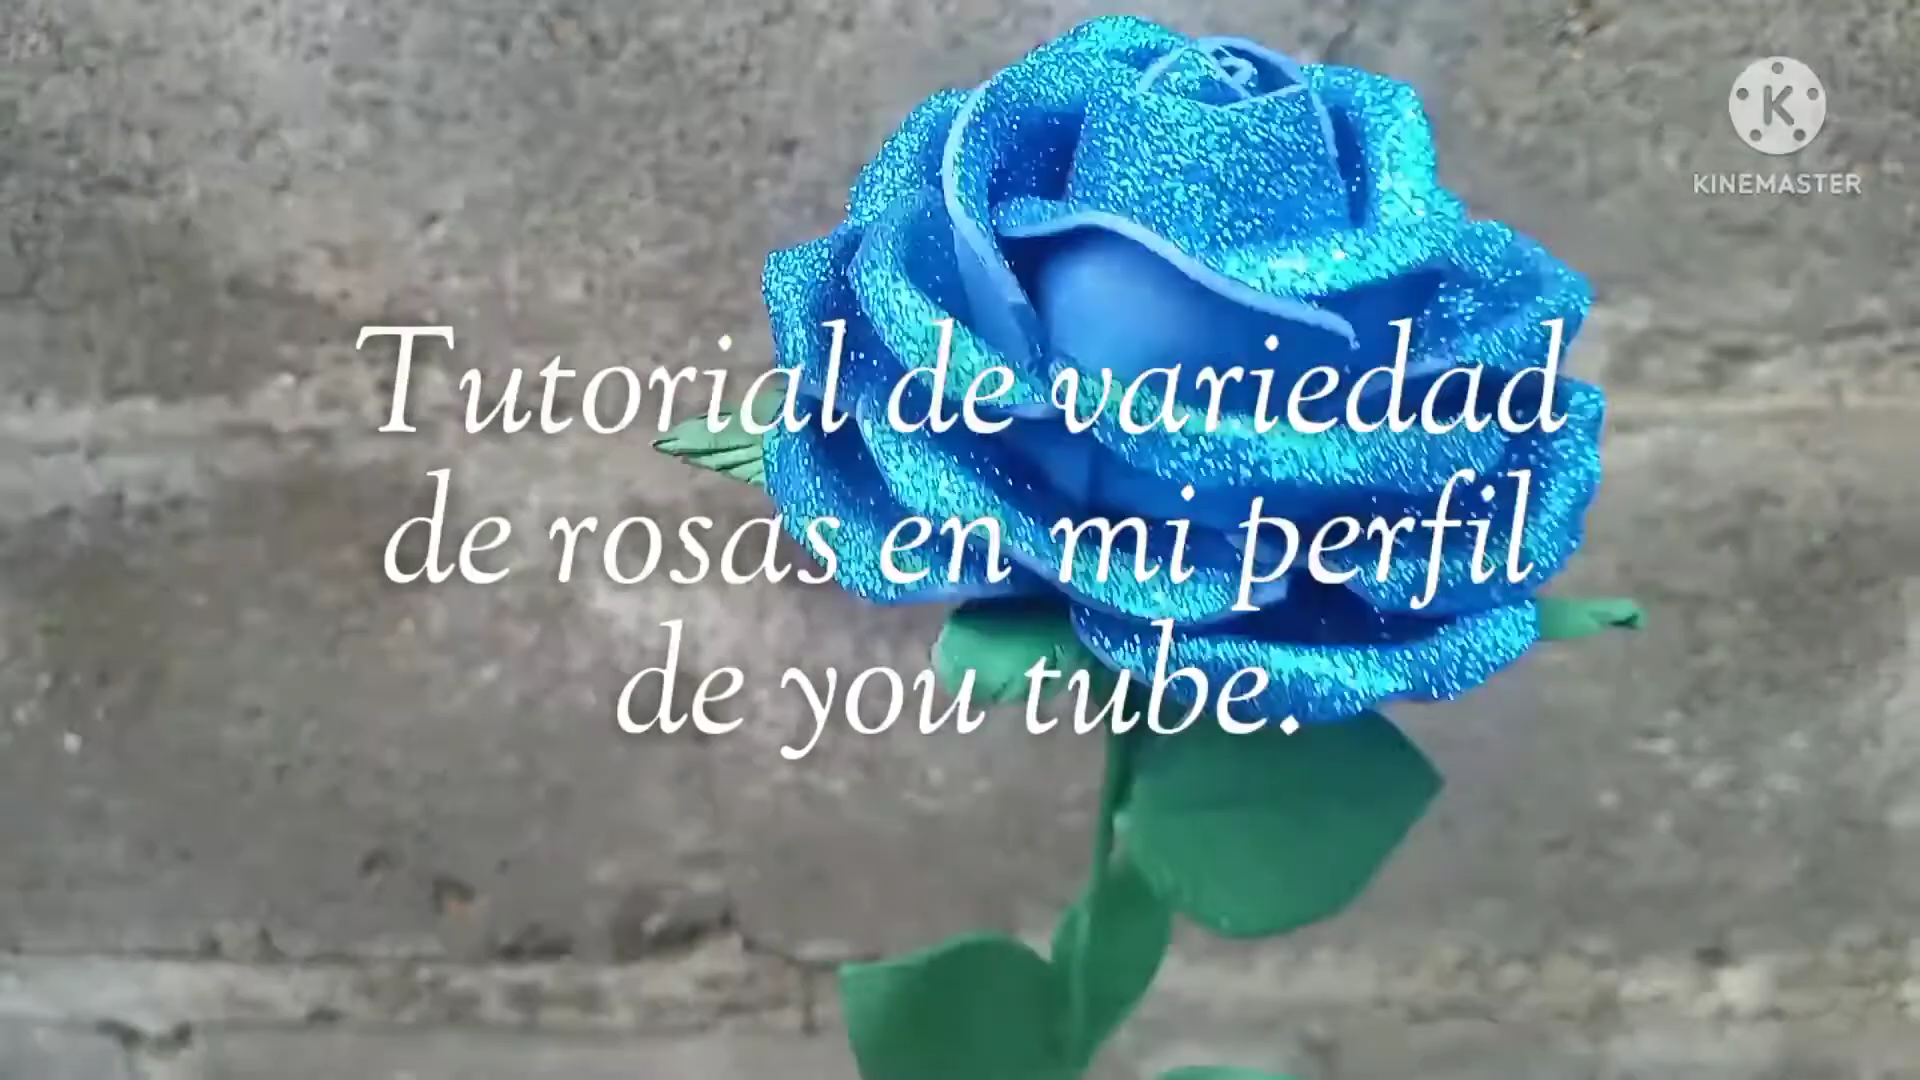 K
KINEMASTER
Tutorial de variedad
de rosas en mi perfil
de you tube.